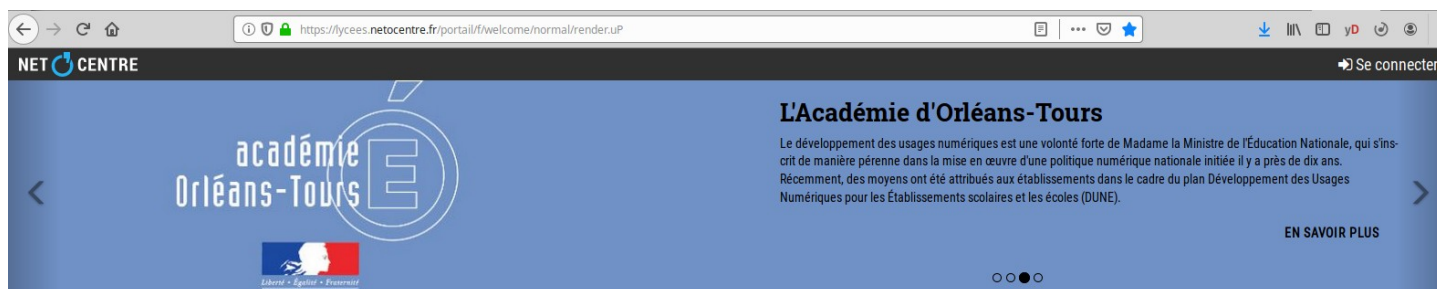 https://lycees.netocentre.fr/portail/f/welcome/normal/render.uP
yD
NET CENTRE
Se connecter
académie
Orléans-Tours
É
Liberté • Égalité • Fraternité
L'Académie d'Orléans-Tours
Le développement des usages numériques est une volonté forte de Madame la Ministre de l'Éducation Nationale, qui s'ins-
crit de manière pérenne dans la mise en œuvre d'une politique numérique nationale initiée il y a près de dix ans.
Récemment, des moyens ont été attribués aux établissements dans le cadre du plan Développement des Usages
Numériques pour les Établissements scolaires et les écoles (DUNE).
EN SAVOIR PLUS